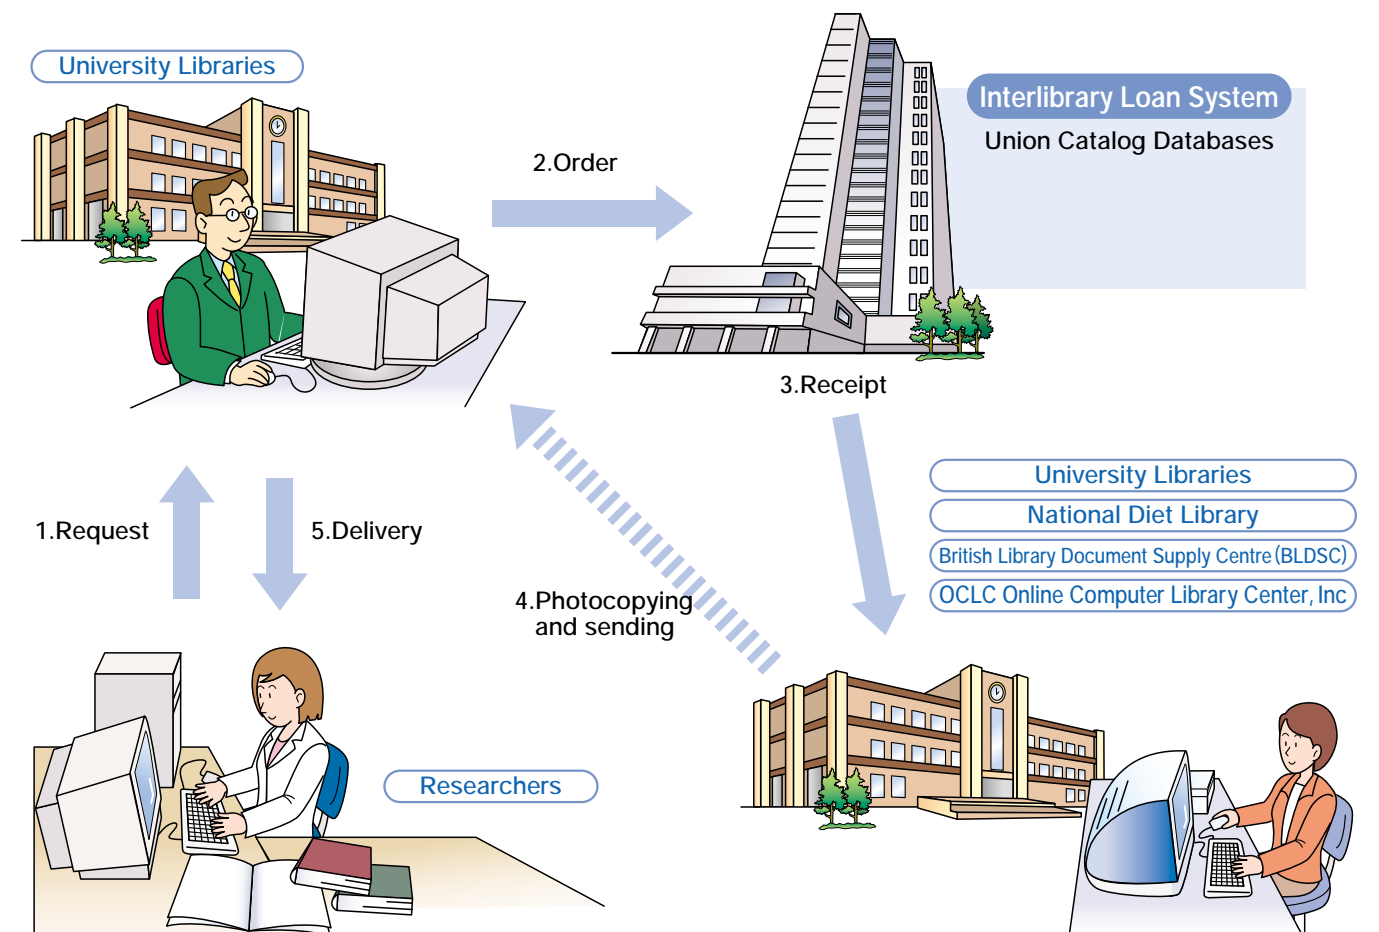 University Libraries
Interlibrary Loan System
Union Catalog Databases
2.Order
3.Receipt
University Libraries
National Diet Library
British Library Document Supply Centre (BLDSC)
OCLC Online Computer Library Center, Inc
1.Request
5.Delivery
4.Photocopying
and sending
Researchers